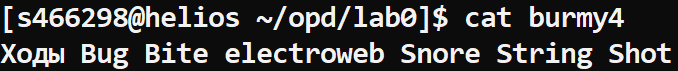 [s466298@helios ~/opd/lab0]$ cat burmy4
Ходы Bug Bite electroweb Snore String Shot